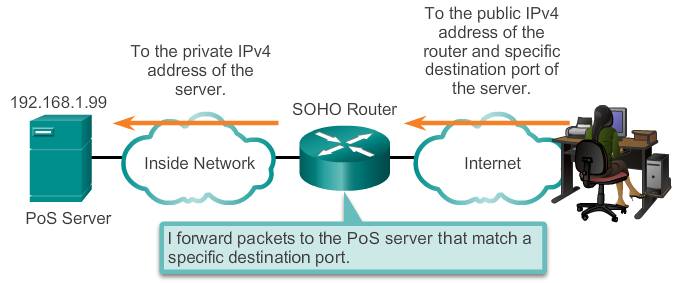 To the private IPv4
address of the
server.
To the public IPv4
address of the
router and specific
destination port of
the server.
192.168.1.99
SOHO Router
Inside Network
Internet
PoS Server
I forward packets to the PoS server that match a
specific destination port.